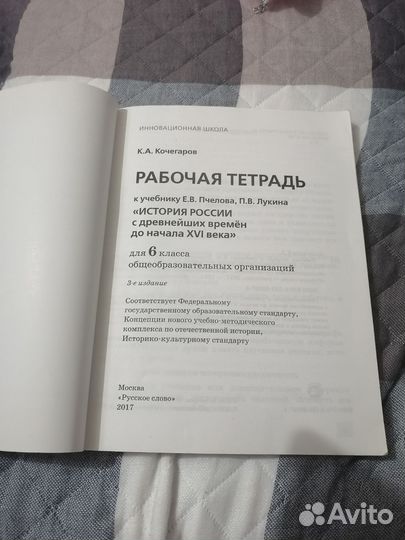 ИННОВАЦИОННАЯ ШКОЛА
К.А. Кочегаров
РАБОЧАЯ ТЕТРАДЬ
к учебнику Е.В. Пчелова, П.В. Лукина
«ИСТОРИЯ РОССИИ
с древнейших времён
до начала XVI века»
для 6 класса
общеобразовательных организаций
3-е издание
Соответствует Федеральному
государственному образовательному стандарту,
Концепции нового учебно-методического
комплекса по отечественной истории,
Историко-культурному стандарту
Москва
«Русское слово»
2017
Avito